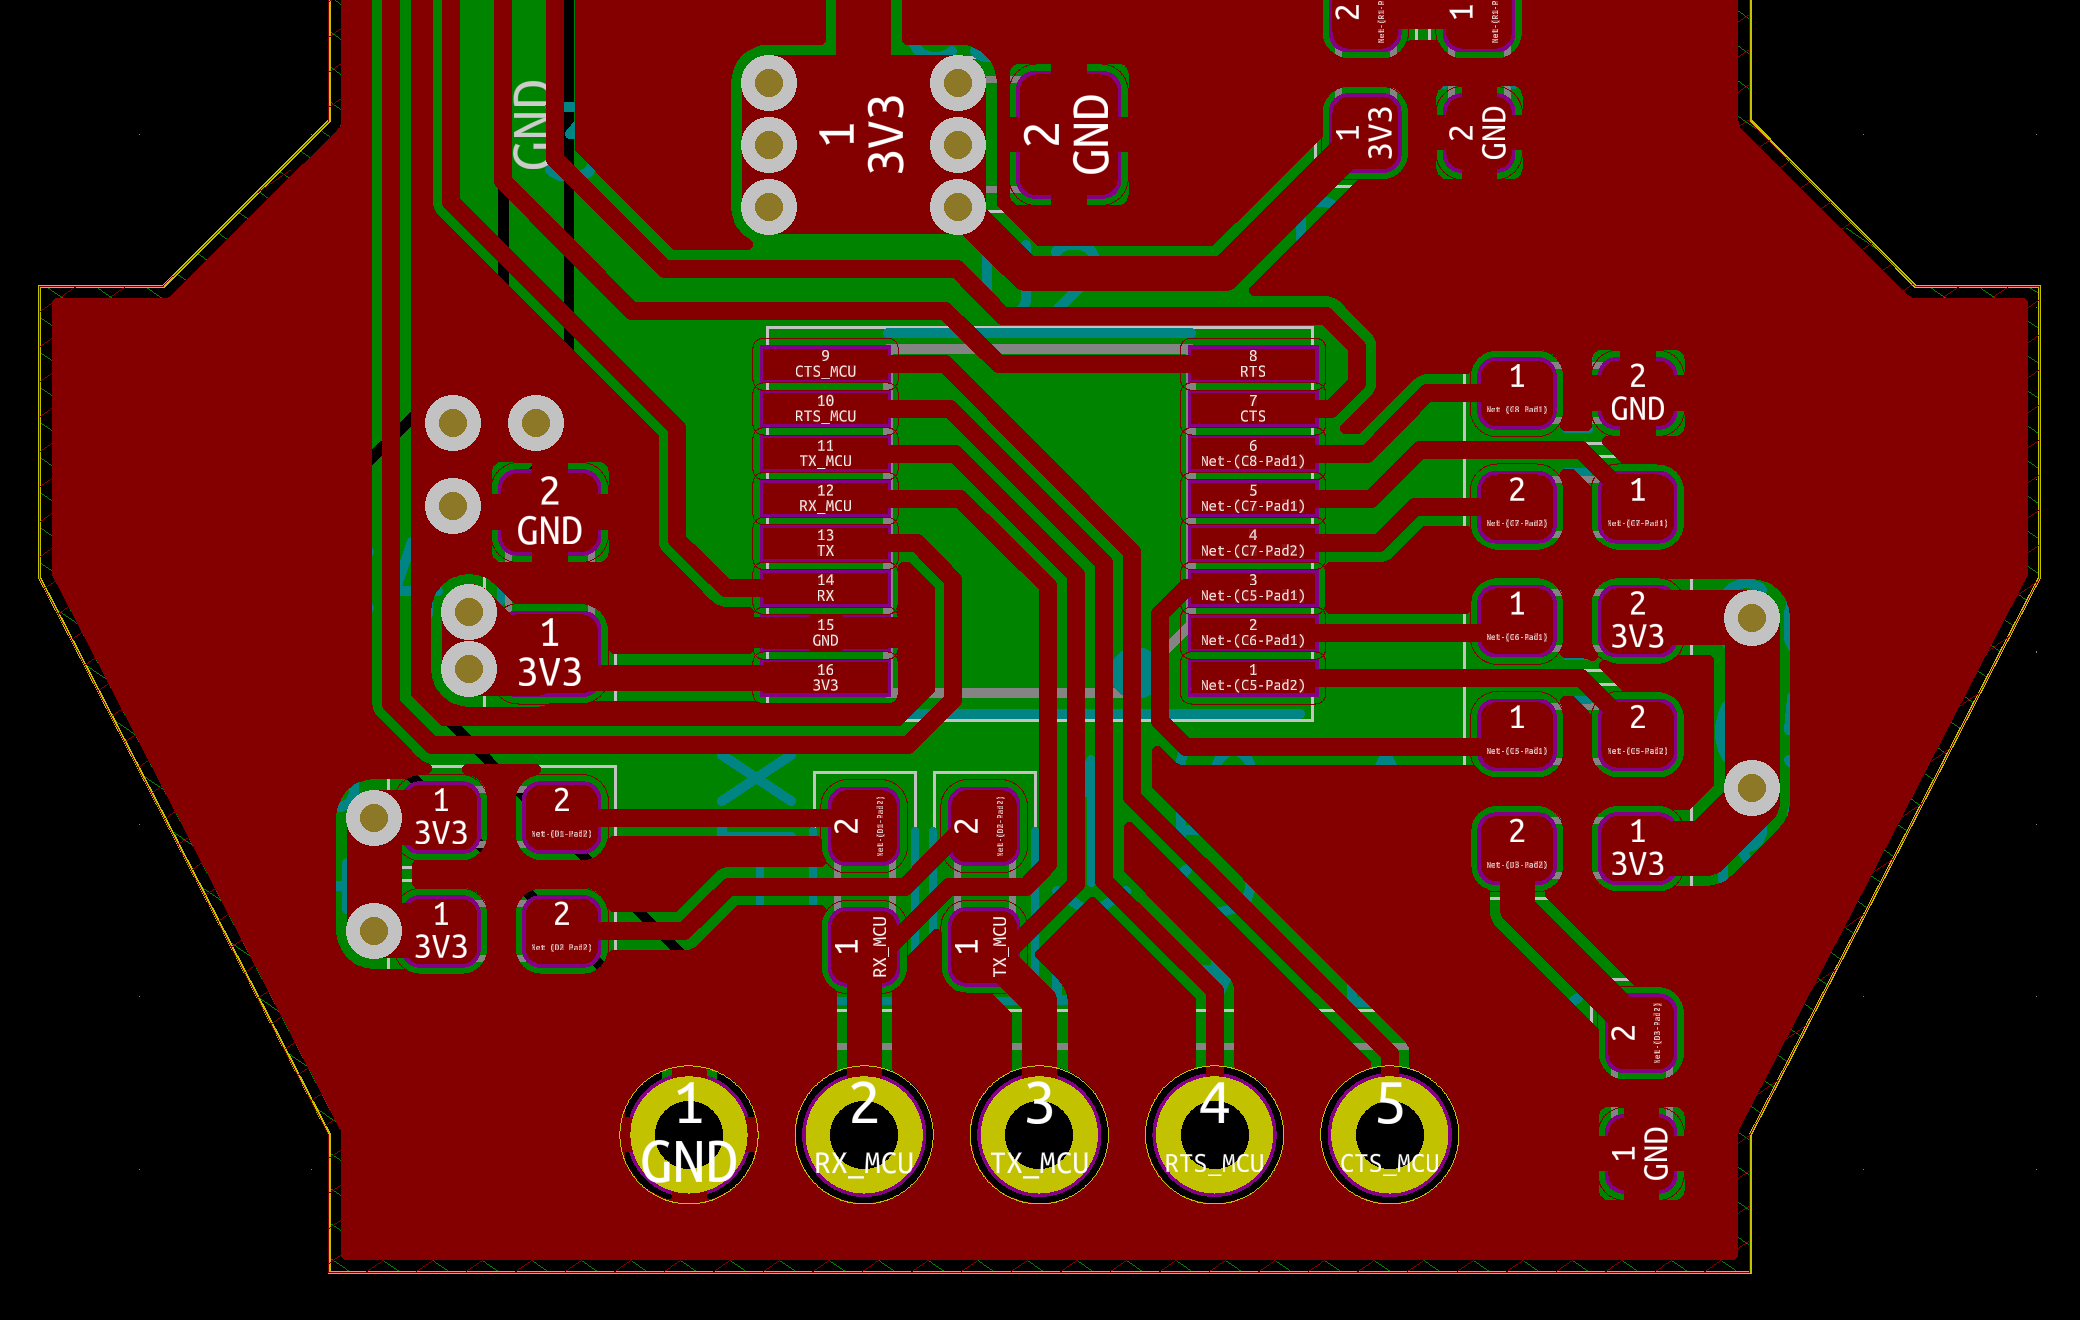 2
Net-(R1-Pad2)
1
Net-(R1-Pad1)
GND
1
3V3
2
GND
1
3V3
2
GND
9
CTS_MCU
10
RTS_MCU
11
TX_MCU
12
RX_MCU
13
TX
14
RX
15
GND
16
3V3
8
RTS
7
CTS
6
Net-(C8-Pad1)
5
Net-(C7-Pad1)
4
Net-(C7-Pad2)
3
Net-(C5-Pad1)
2
Net-(C6-Pad1)
1
Net-(C5-Pad2)
1
Net-(C8-Pad1)
2
GND
2
Net-(C7-Pad2)
1
Net-(C7-Pad1)
1
Net-(C6-Pad1)
2
3V3
1
Net-(C5-Pad1)
2
Net-(C5-Pad2)
2
Net-(D3-Pad2)
1
3V3
2
GND
1
3V3
1
3V3
2
Net-(D1-Pad2)
1
3V3
2
Net-(D2-Pad2)
2
Net-(D1-Pad2)
2
Net-(D2-Pad2)
1
RX_MCU
1
TX_MCU
2
Net-(D3-Pad2)
1
GND
1
GND
2
RX_MCU
3
TX_MCU
4
RTS_MCU
5
CTS_MCU